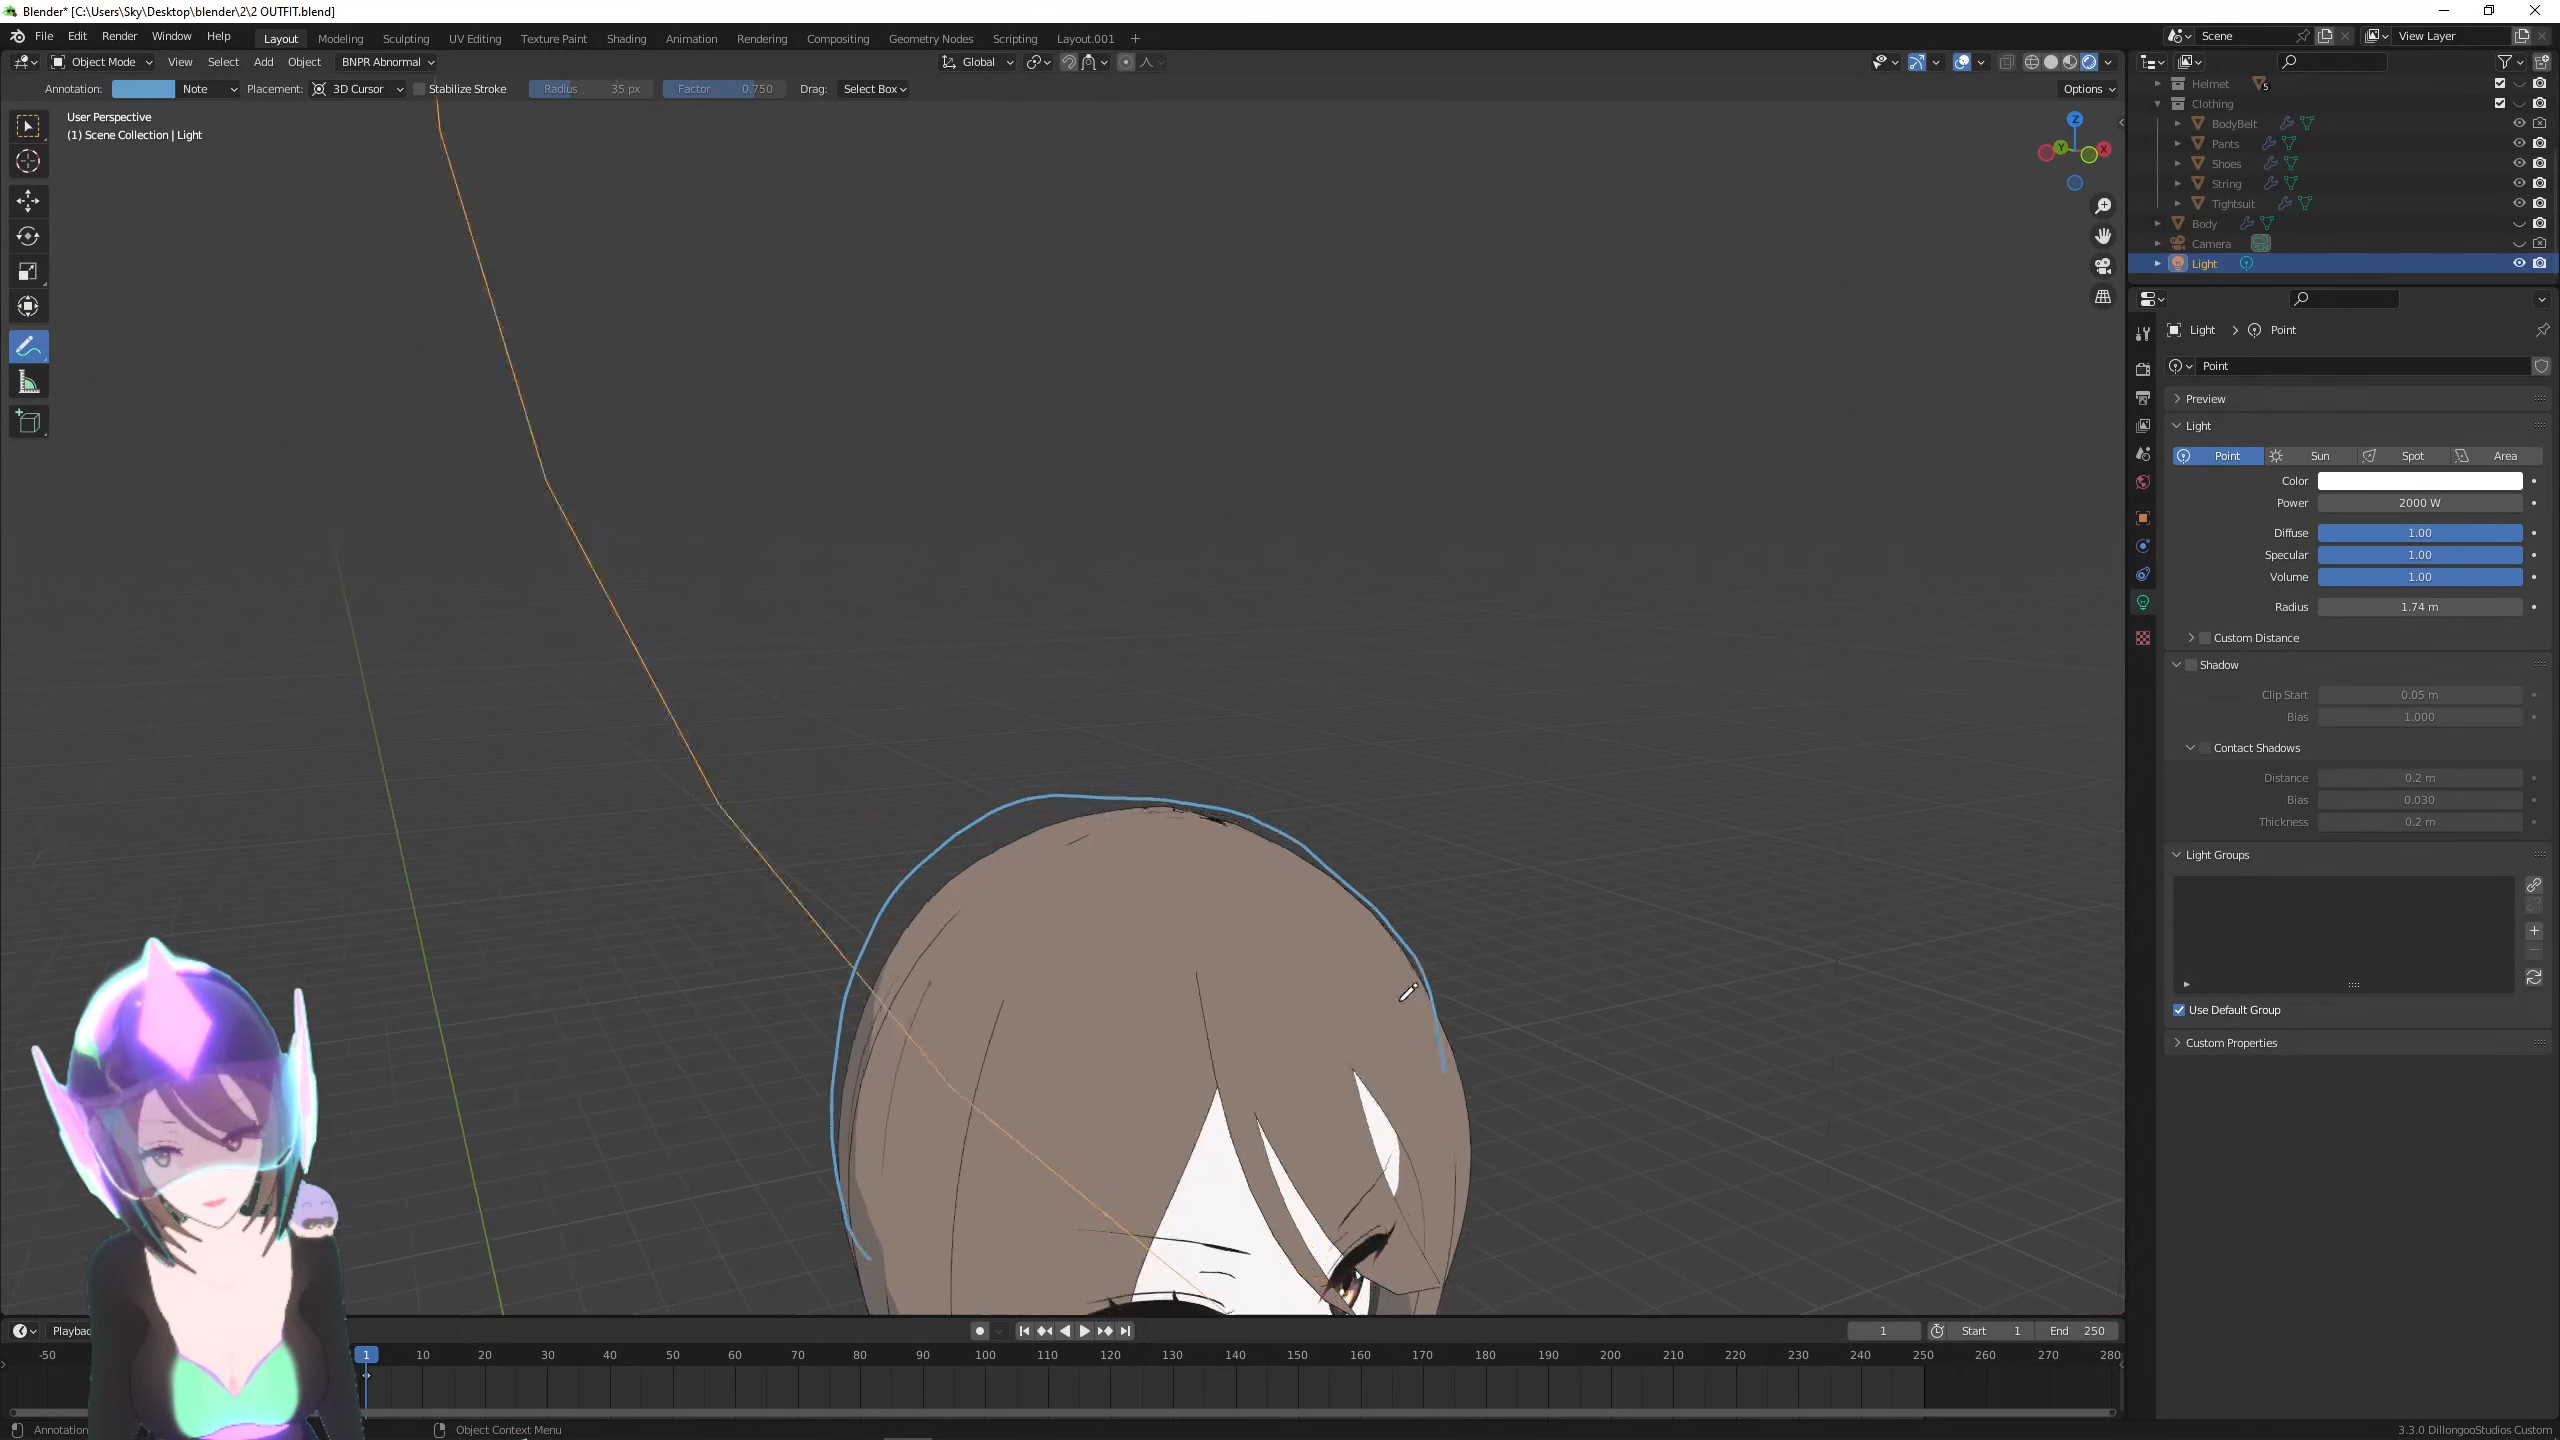 Blender* [C:\Users\Sky\Desktop\blender\2\2 OUTFIT.blend]
File Edit Render Window Help Layout Modeling Sculpting UV Editing Texture Paint Shading Animation Rendering Compositing Geometry Nodes Scripting Layout.001 + Scene View Layer
Object Mode View Select Add Object BNPR Abnormal Global
Annotation: Note Placement: 3D Cursor Stabilize Stroke Radius 35 px Factor 0.750 Drag: Select Box Options
User Perspective
(1) Scene Collection | Light
Z
Y
X
Helmet 5
Clothing
BodyBelt
Pants
Shoes
String
Tightsuit
Body
Camera
Light
Light > Point
Point
Preview
Light
Point Sun Spot Area
Color
Power 2000 W
Diffuse 1.00
Specular 1.00
Volume 1.00
Radius 1.74 m
Custom Distance
Shadow
Clip Start 0.05 m
Bias 1.000
Contact Shadows
Distance 0.2 m
Bias 0.030
Thickness 0.2 m
Light Groups
Use Default Group
Custom Properties
1 Start 1 End 250
-50 1 10 20 30 40 50 60 70 80 90 100 110 120 130 140 150 160 170 180 190 200 210 220 230 240 250 260 270 280
Object Context Menu
3.3.0 DillongooStudios Custom